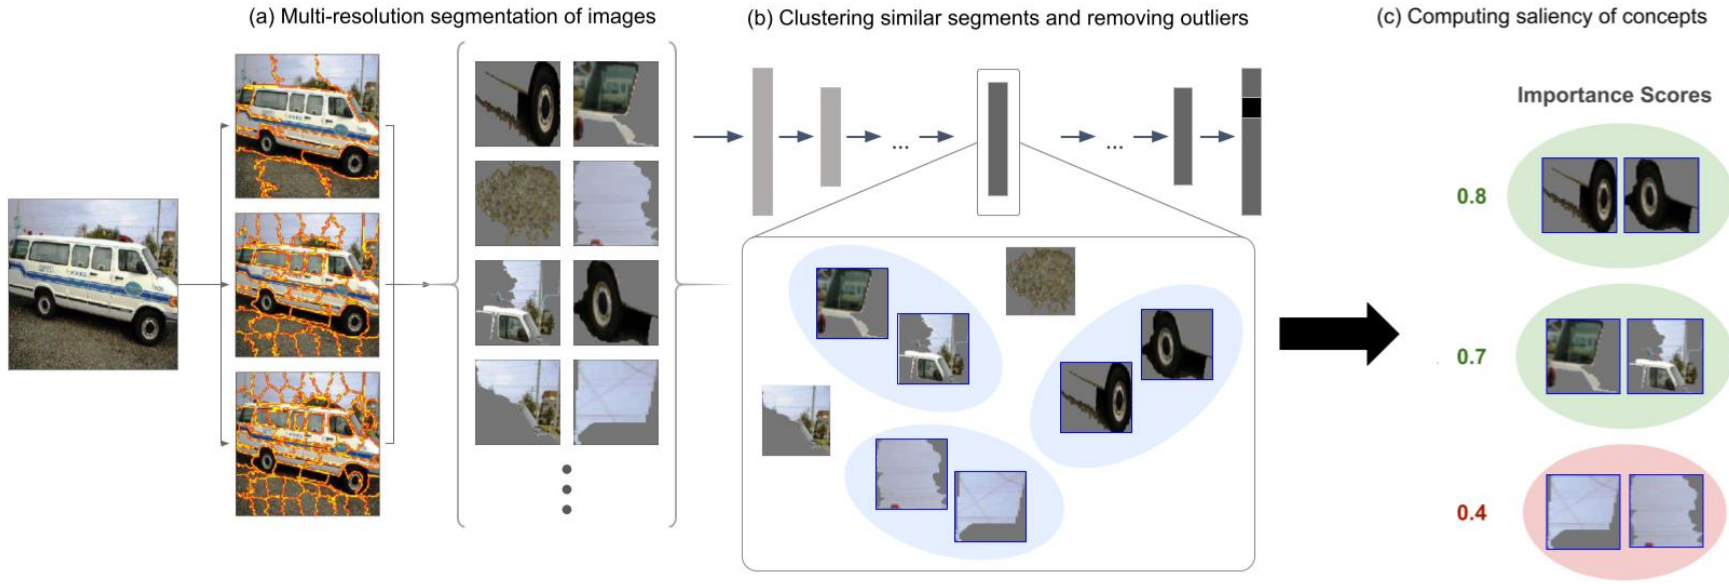 (a) Multi-resolution segmentation of images
(b) Clustering similar segments and removing outliers
(c) Computing saliency of concepts
Importance Scores
...
...
0.8
0.7
0.4